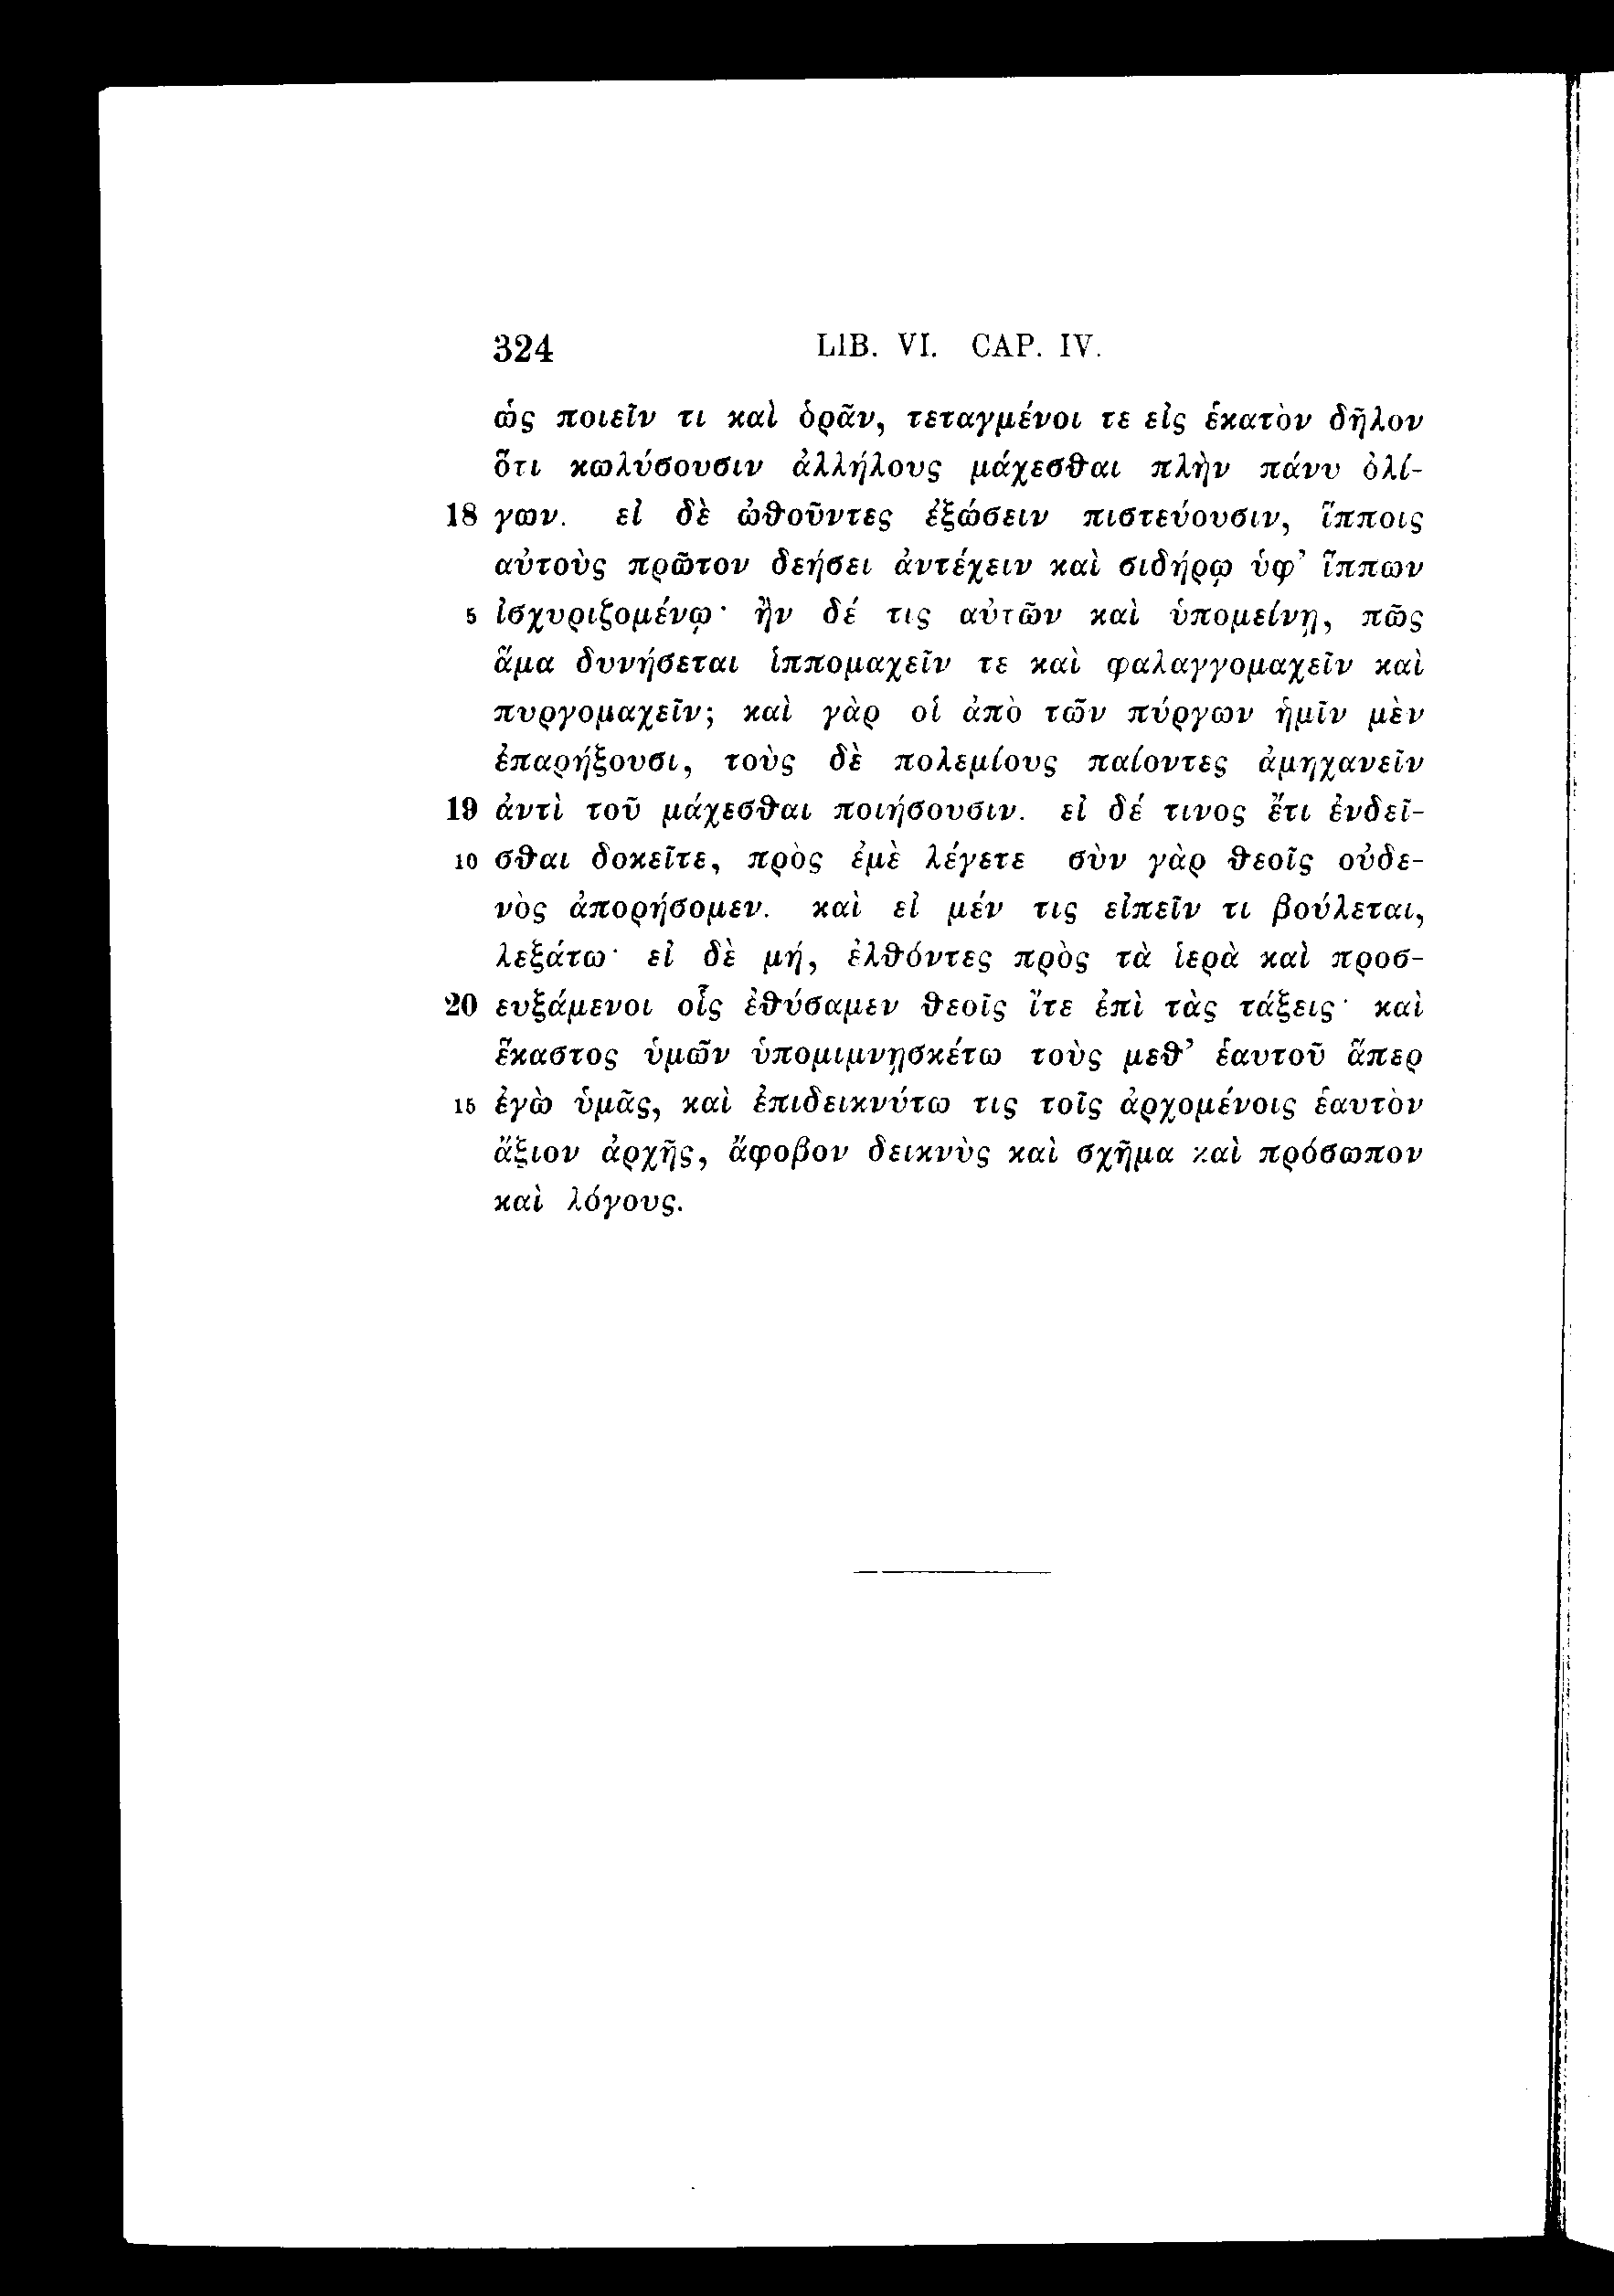 324 LIB. VI. CAP. IV.
ὡς ποιεῖν τι καὶ ὁρᾶν, τεταγμένοι τε εἰς ἑκατὸν δῆλον
ὅτι κωλύσουσιν ἀλλήλους μάχεσθαι πλὴν πάνυ ὀλί-
18 γων. εἰ δὲ ὠθοῦντες ἐξώσειν πιστεύουσιν, ἵπποις
αὐτοὺς πρῶτον δεήσει ἀντέχειν καὶ σιδήρῳ ὑφ’ ἵππων
5 ἰσχυριζομένῳ· ἢν δέ τις αὐτῶν καὶ ὑπομείνῃ, πῶς
ἅμα δυνήσεται ἱππομαχεῖν τε καὶ φαλαγγομαχεῖν καὶ
πυργομαχεῖν; καὶ γὰρ οἱ ἀπὸ τῶν πύργων ἡμῖν μὲν
ἐπαρήξουσι, τοὺς δὲ πολεμίους παίοντες ἀμηχανεῖν
19 ἀντὶ τοῦ μάχεσθαι ποιήσουσιν. εἰ δέ τινος ἔτι ἐνδεῖ-
10 σθαι δοκεῖτε, πρὸς ἐμὲ λέγετε σὺν γὰρ θεοῖς οὐδε-
νὸς ἀπορήσομεν. καὶ εἰ μέν τις εἰπεῖν τι βούλεται,
λεξάτω· εἰ δὲ μή, ἐλθόντες πρὸς τὰ ἱερὰ καὶ προσ-
20 ευξάμενοι οἷς ἐθύσαμεν θεοῖς ἴτε ἐπὶ τὰς τάξεις· καὶ
ἕκαστος ὑμῶν ὑπομιμνῃσκέτω τοὺς μεθ’ ἑαυτοῦ ἅπερ
15 ἐγὼ ὑμᾶς, καὶ ἐπιδεικνύτω τις τοῖς ἀρχομένοις ἑαυτὸν
ἄξιον ἀρχῆς, ἄφοβον δεικνὺς καὶ σχῆμα καὶ πρόσωπον
καὶ λόγους.